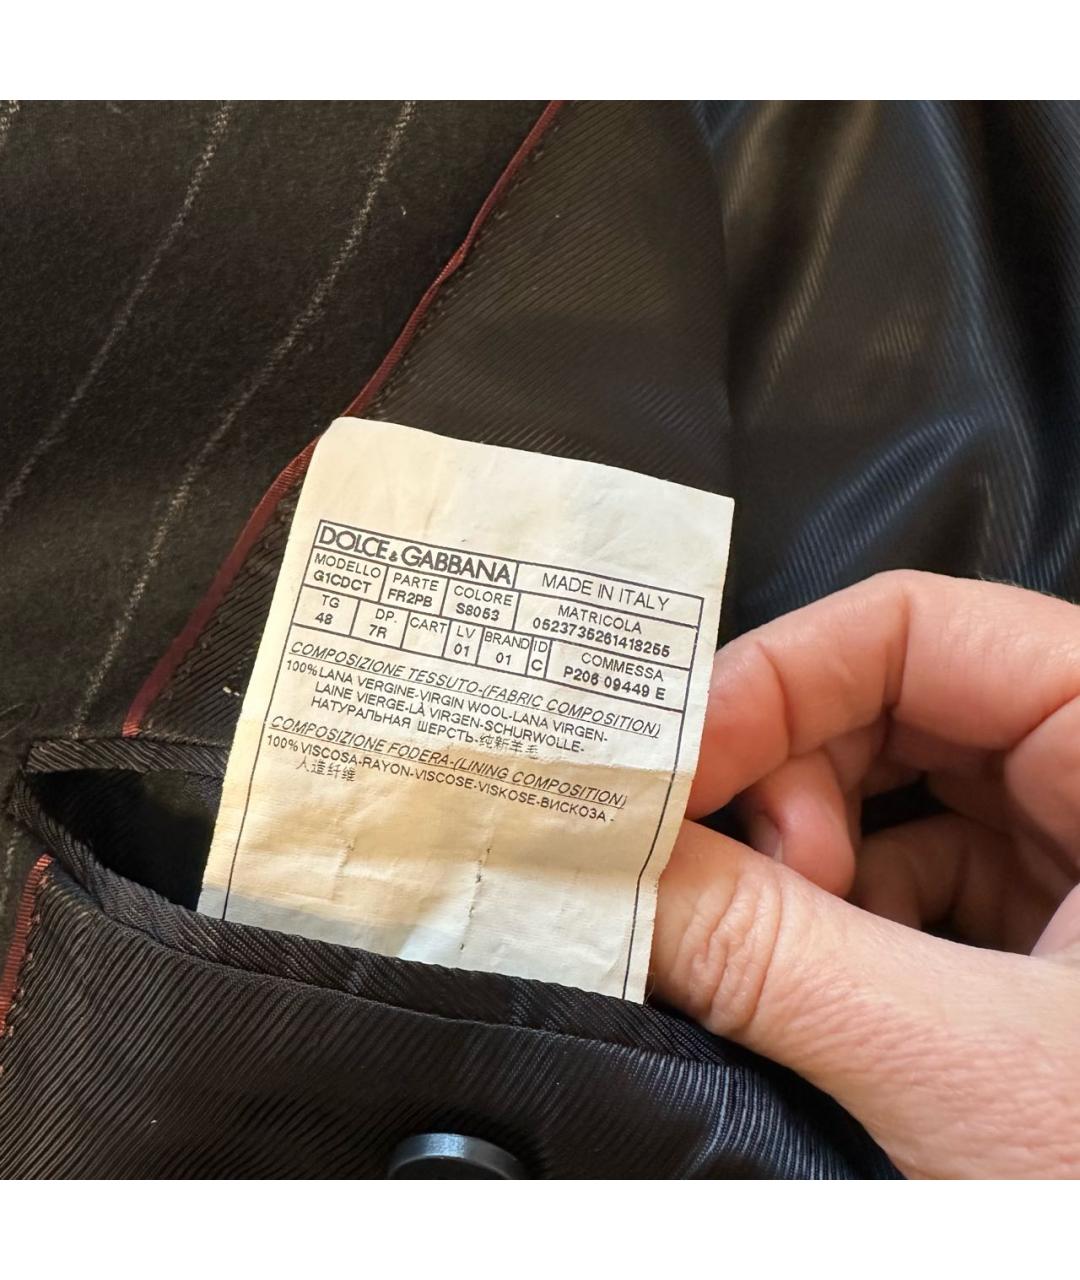 DOLCE & GABBANA MADE IN ITALY
MODELLO PARTE COLORE MATRICOLA
G1CDCT FR2PB S8053 0523735261418255
TG DP. CART LV BRAND ID COMMESSA
48 7R 01 01 C P206 09449 E
COMPOSIZIONE TESSUTO-(FABRIC COMPOSITION)
100% LANA VERGINE-VIRGIN WOOL-LANA VIRGEN-
LAINE VIERGE-LÀ VIRGEN-SCHURWOLLE-
НАТУРАЛЬНАЯ ШЕРСТЬ-纯新羊毛
COMPOSIZIONE FODERA-(LINING COMPOSITION)
100% VISCOSA-RAYON-VISCOSE-VISKOSE-ВИСКОЗА-
人造纤维